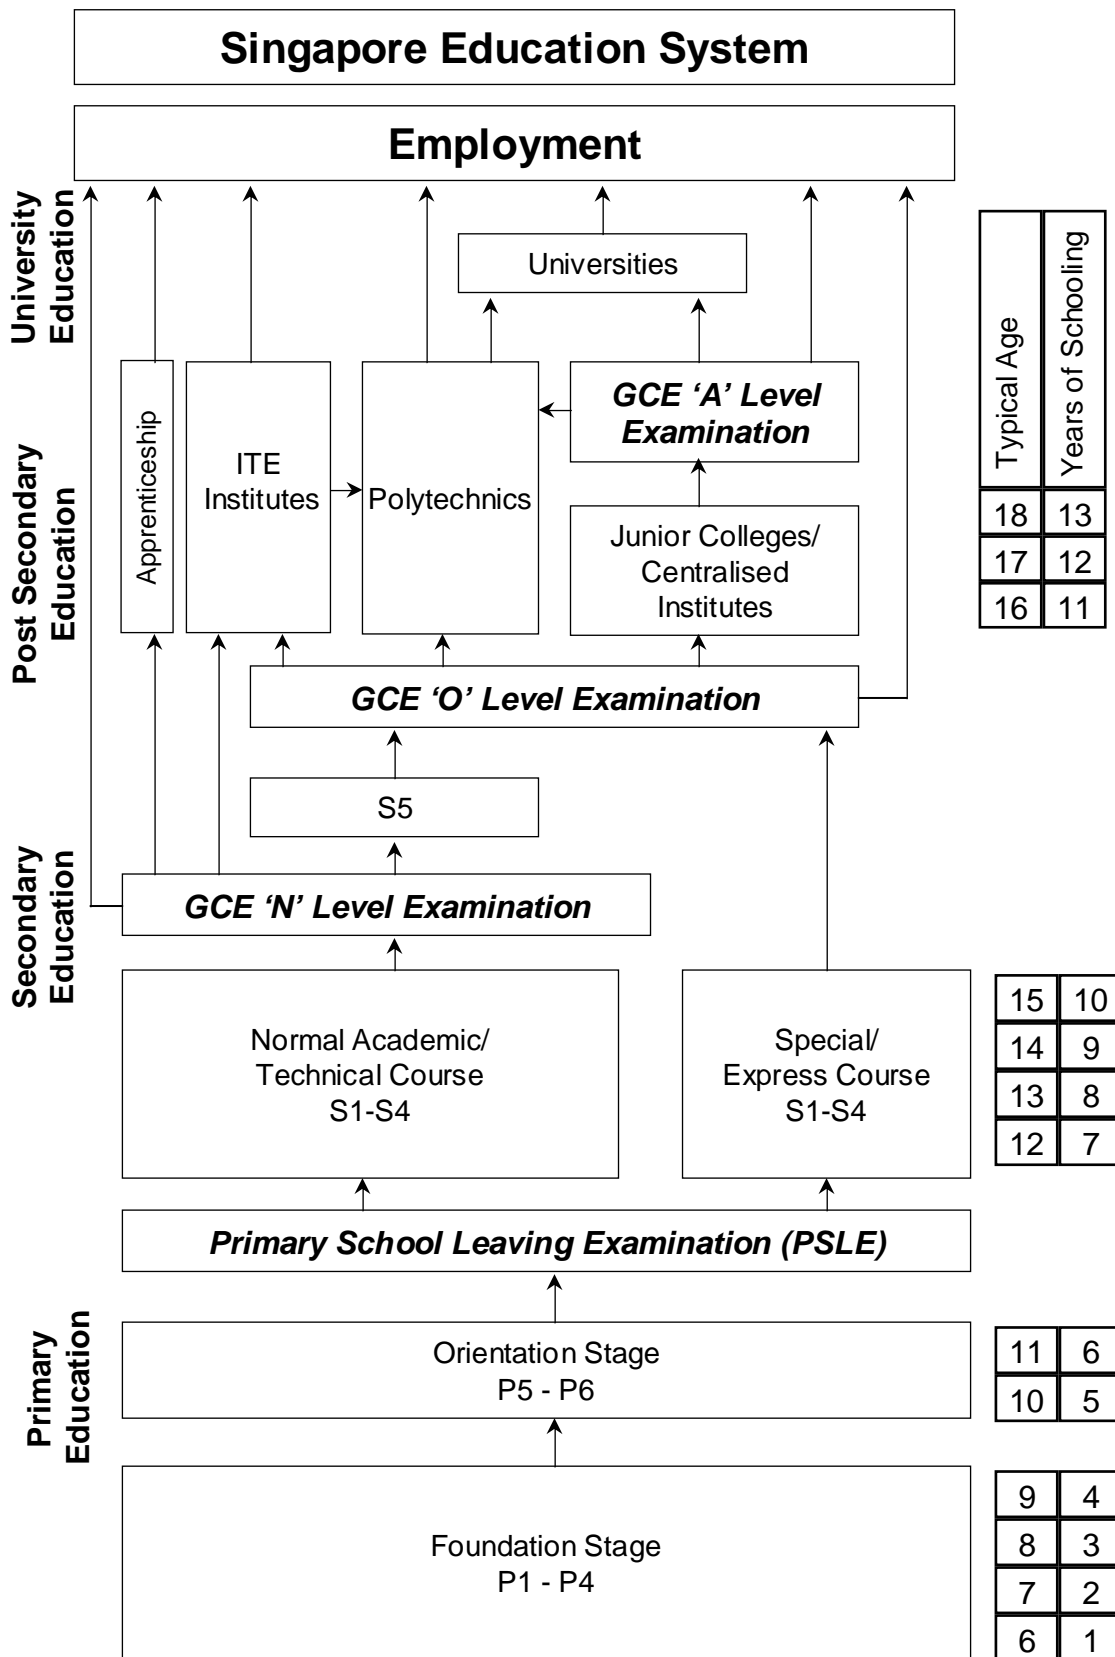 Singapore Education System
Employment
University
Education
Universities
Typical Age
Years of Schooling
Apprenticeship
ITE
Institutes
Polytechnics
GCE ‘A’ Level
Examination
Post Secondary
Education
Junior Colleges/
Centralised
Institutes
18 13
17 12
16 11
GCE ‘O’ Level Examination
S5
Secondary
Education
GCE ‘N’ Level Examination
Normal Academic/
Technical Course
S1-S4
Special/
Express Course
S1-S4
15 10
14 9
13 8
12 7
Primary School Leaving Examination (PSLE)
Primary
Education
Orientation Stage
P5 - P6
11 6
10 5
Foundation Stage
P1 - P4
9 4
8 3
7 2
6 1